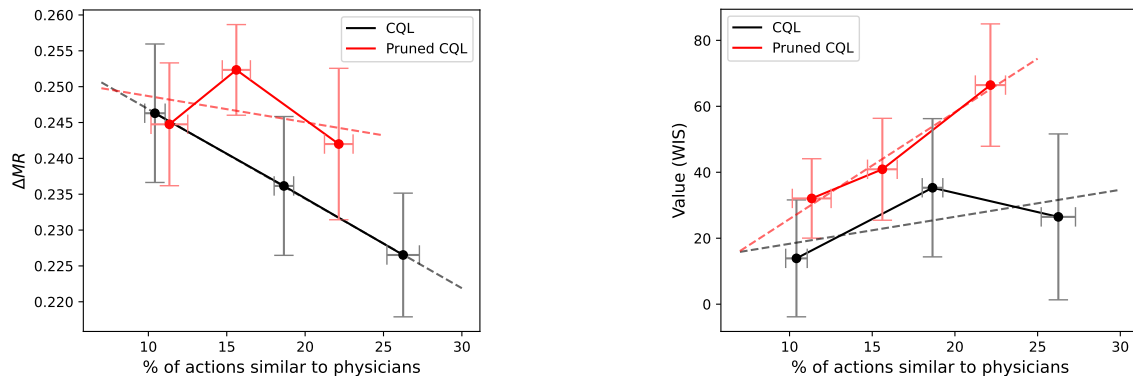 0.260
0.255
0.250
0.245
0.240
0.235
0.230
0.225
0.220
ΔMR
CQL
Pruned CQL
10 15 20 25 30
% of actions similar to physicians
80
60
40
20
0
Value (WIS)
CQL
Pruned CQL
10 15 20 25 30
% of actions similar to physicians